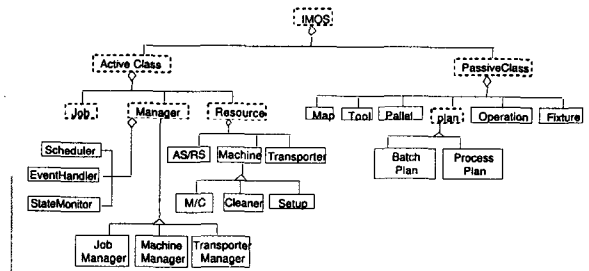 IMOS
Active Class
PassiveClass
Job
Manager
Resource
Map
Tool
Pallet
plan
Operation
Fixture
Scheduler
EventHandler
StateMonitor
AS/RS
Machine
Transporter
Batch
Plan
Process
Plan
M/C
Cleaner
Setup
Job
Manager
Machine
Manager
Transporter
Manager